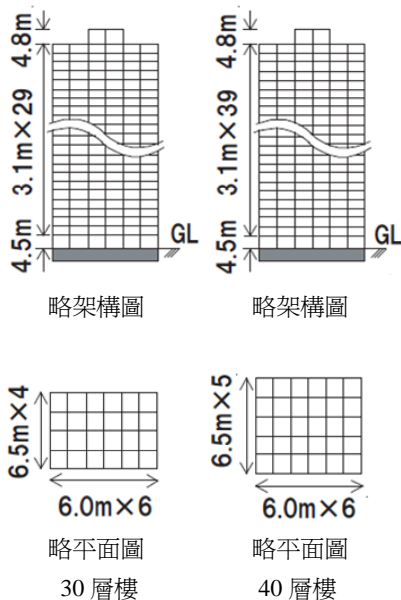 4.8m
3.1m×29
4.5m
GL
略架構圖
4.8m
3.1m×39
4.5m
GL
略架構圖
6.5m×4
6.0m×6
略平面圖
30 層樓
6.5m×5
6.0m×6
略平面圖
40 層樓